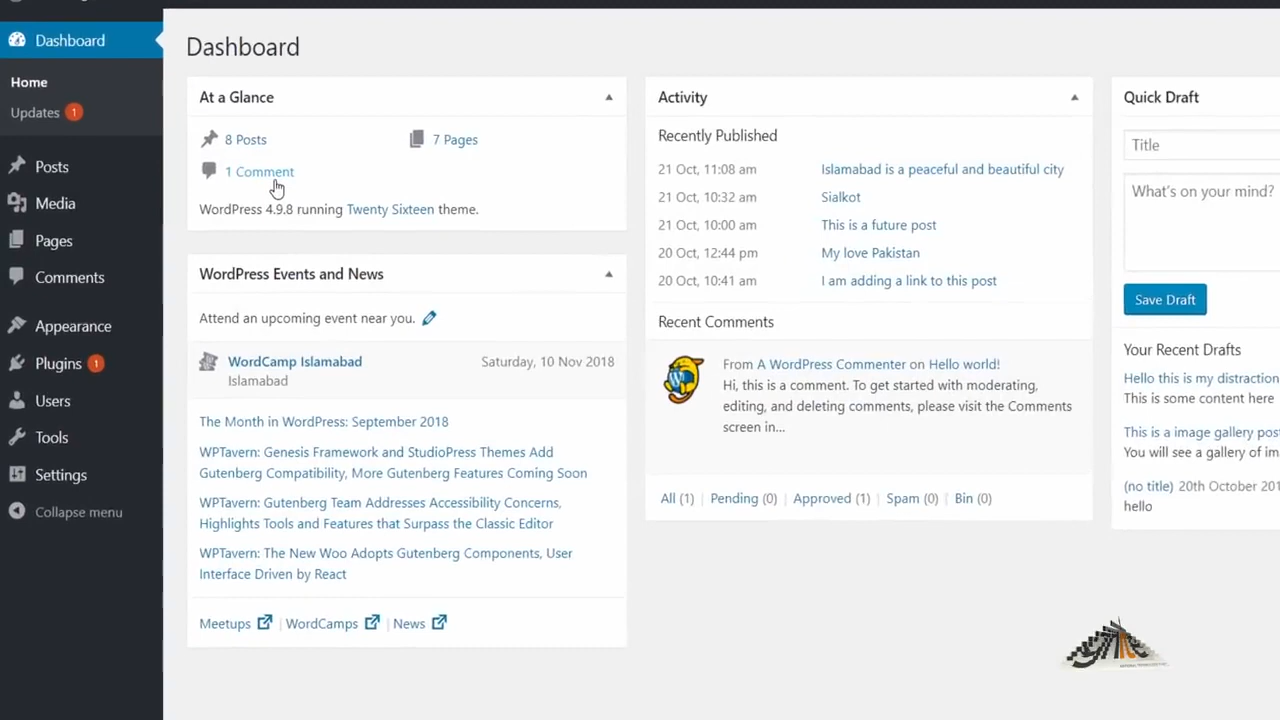 Dashboard
Home
Updates 1
Posts
Media
Pages
Comments
Appearance
Plugins 1
Users
Tools
Settings
Collapse menu
Dashboard
At a Glance
8 Posts
7 Pages
1 Comment
WordPress 4.9.8 running Twenty Sixteen theme.
WordPress Events and News
Attend an upcoming event near you.
WordCamp Islamabad
Saturday, 10 Nov 2018
Islamabad
The Month in WordPress: September 2018
WPTavern: Genesis Framework and StudioPress Themes Add
Gutenberg Compatibility, More Gutenberg Features Coming Soon
WPTavern: Gutenberg Team Addresses Accessibility Concerns,
Highlights Tools and Features that Surpass the Classic Editor
WPTavern: The New Woo Adopts Gutenberg Components, User
Interface Driven by React
Meetups | WordCamps | News
Activity
Recently Published
21 Oct, 11:08 am Islamabad is a peaceful and beautiful city
21 Oct, 10:32 am Sialkot
21 Oct, 10:00 am This is a future post
20 Oct, 12:44 pm My love Pakistan
20 Oct, 10:41 am I am adding a link to this post
Recent Comments
From A WordPress Commenter on Hello world!
Hi, this is a comment. To get started with moderating,
editing, and deleting comments, please visit the Comments
screen in...
All (1) | Pending (0) | Approved (1) | Spam (0) | Bin (0)
Quick Draft
Title
What's on your mind?
Save Draft
Your Recent Drafts
Hello this is my distraction
This is some content here
This is a image gallery pos
You will see a gallery of im
(no title) 20th October 201
hello